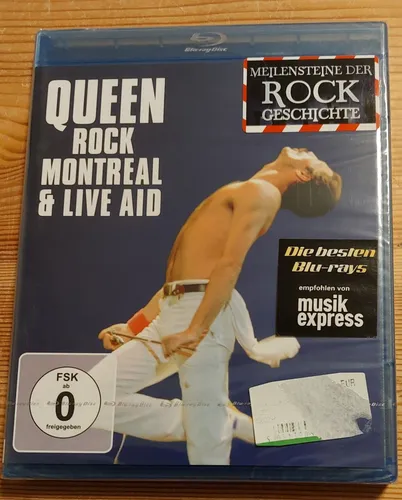 Blu-ray Disc
MEILENSTEINE DER
ROCK
GESCHICHTE
QUEEN
ROCK
MONTREAL
& LIVE AID
Die besten
Blu-rays
empfohlen von
musik
express
FSK
ab
0
freigegeben
EUR